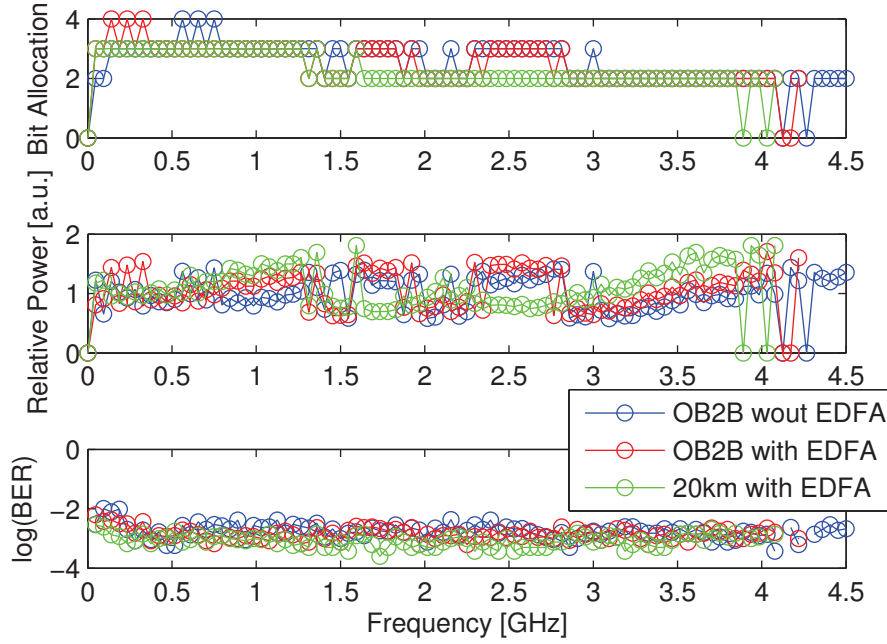 Bit Allocation
4
2
0
0 0.5 1 1.5 2 2.5 3 3.5 4 4.5
Relative Power [a.u.]
2
1
0
0 0.5 1 1.5 2 2.5 3 3.5 4 4.5
OB2B wout EDFA
OB2B with EDFA
20km with EDFA
log(BER)
0
−2
−4
0 0.5 1 1.5 2 2.5 3 3.5 4 4.5
Frequency [GHz]